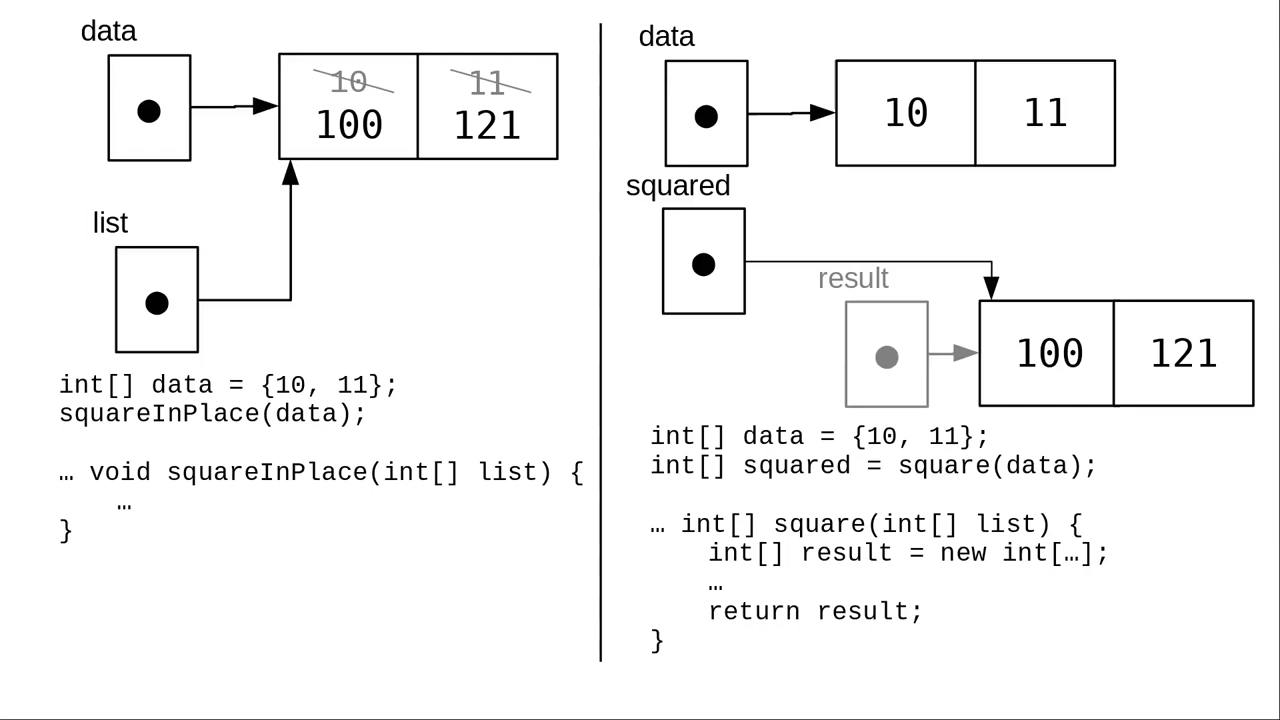 data
10 11
100 121
list
int[] data = {10, 11};
squareInPlace(data);
… void squareInPlace(int[] list) {
…
}
data
10 11
squared
result
100 121
int[] data = {10, 11};
int[] squared = square(data);
… int[] square(int[] list) {
int[] result = new int[…];
…
return result;
}